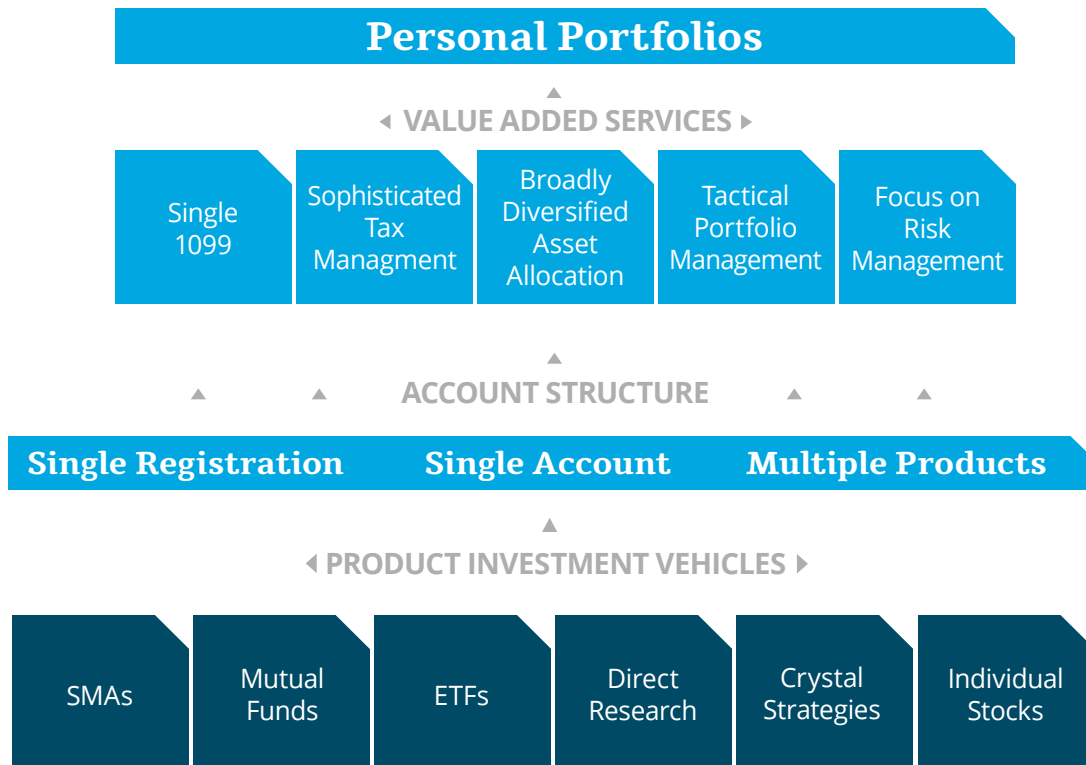 Personal Portfolios
VALUE ADDED SERVICES
Single
1099
Sophisticated
Tax
Managment
Broadly
Diversified
Asset
Allocation
Tactical
Portfolio
Management
Focus on
Risk
Management
ACCOUNT STRUCTURE
Single Registration
Single Account
Multiple Products
PRODUCT INVESTMENT VEHICLES
SMAs
Mutual
Funds
ETFs
Direct
Research
Crystal
Strategies
Individual
Stocks